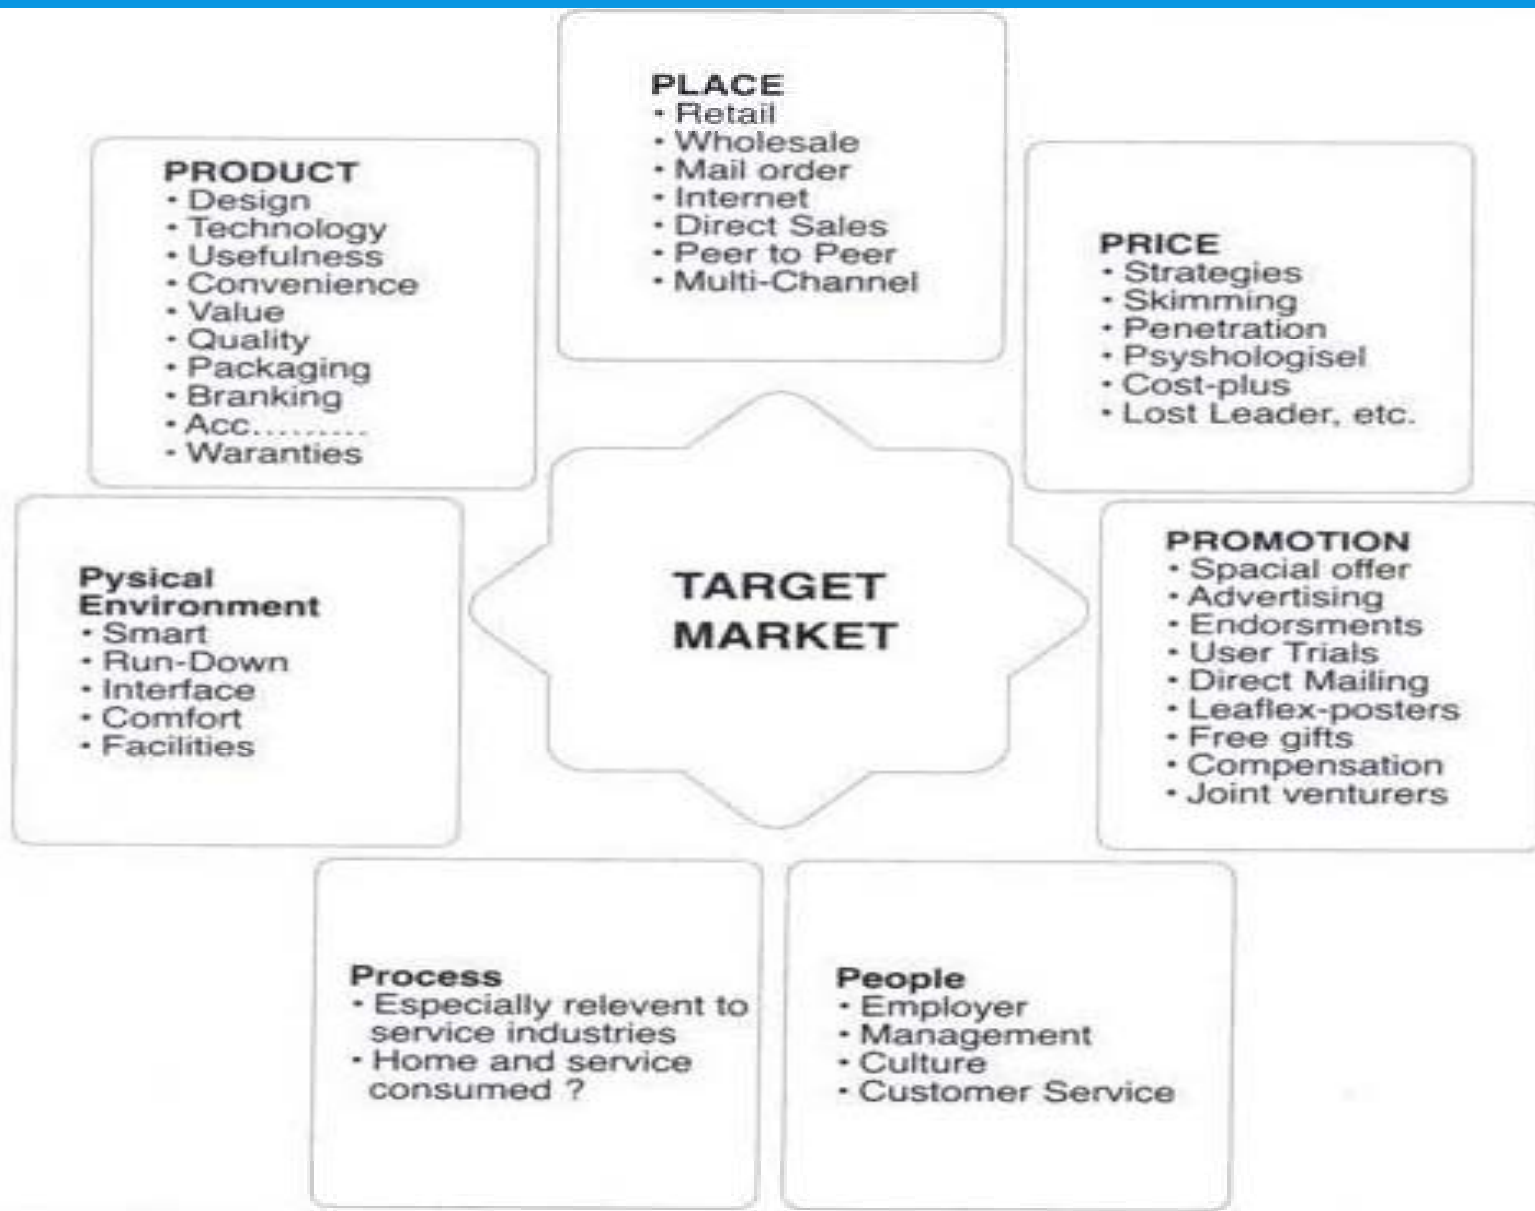 PLACE
• Retail
• Wholesale
• Mail order
• Internet
• Direct Sales
• Peer to Peer
• Multi-Channel
PRODUCT
• Design
• Technology
• Usefulness
• Convenience
• Value
• Quality
• Packaging
• Branking
• Acc.........
• Waranties
PRICE
• Strategies
• Skimming
• Penetration
• Psyshologisel
• Cost-plus
• Lost Leader, etc.
Pysical
Environment
• Smart
• Run-Down
• Interface
• Comfort
• Facilities
TARGET
MARKET
PROMOTION
• Spacial offer
• Advertising
• Endorsments
• User Trials
• Direct Mailing
• Leaflex-posters
• Free gifts
• Compensation
• Joint venturers
Process
• Especially relevent to
service industries
• Home and service
consumed ?
People
• Employer
• Management
• Culture
• Customer Service